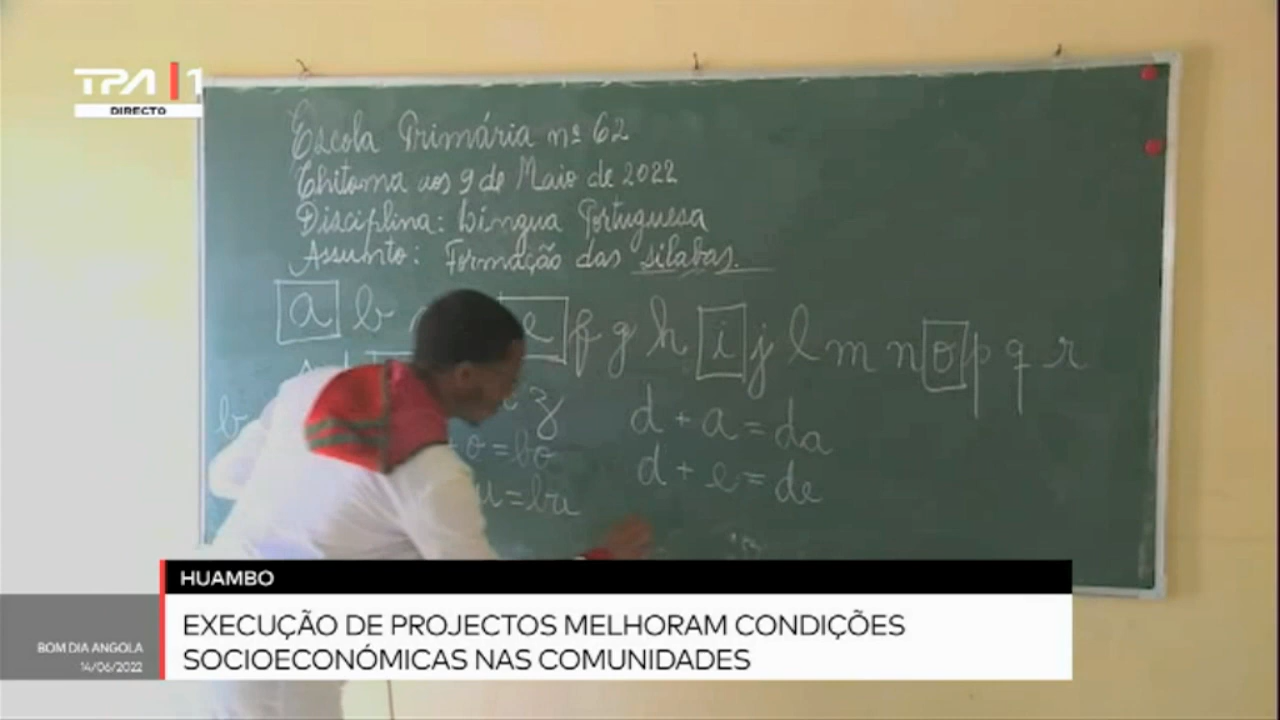 TPA 1
DIRECTO
Escola Primária nº 62
Chitoma aos 9 de Maio de 2022
Disciplina: Língua Portuguesa
Assunto: Formação das sílabas.
a b e f g h i j l m n o p q r
z
b
o = bo
d + a = da
u = bu
d + e = de
HUAMBO
EXECUÇÃO DE PROJECTOS MELHORAM CONDIÇÕES
SOCIOECONÓMICAS NAS COMUNIDADES
BOM DIA ANGOLA
14/06/2022